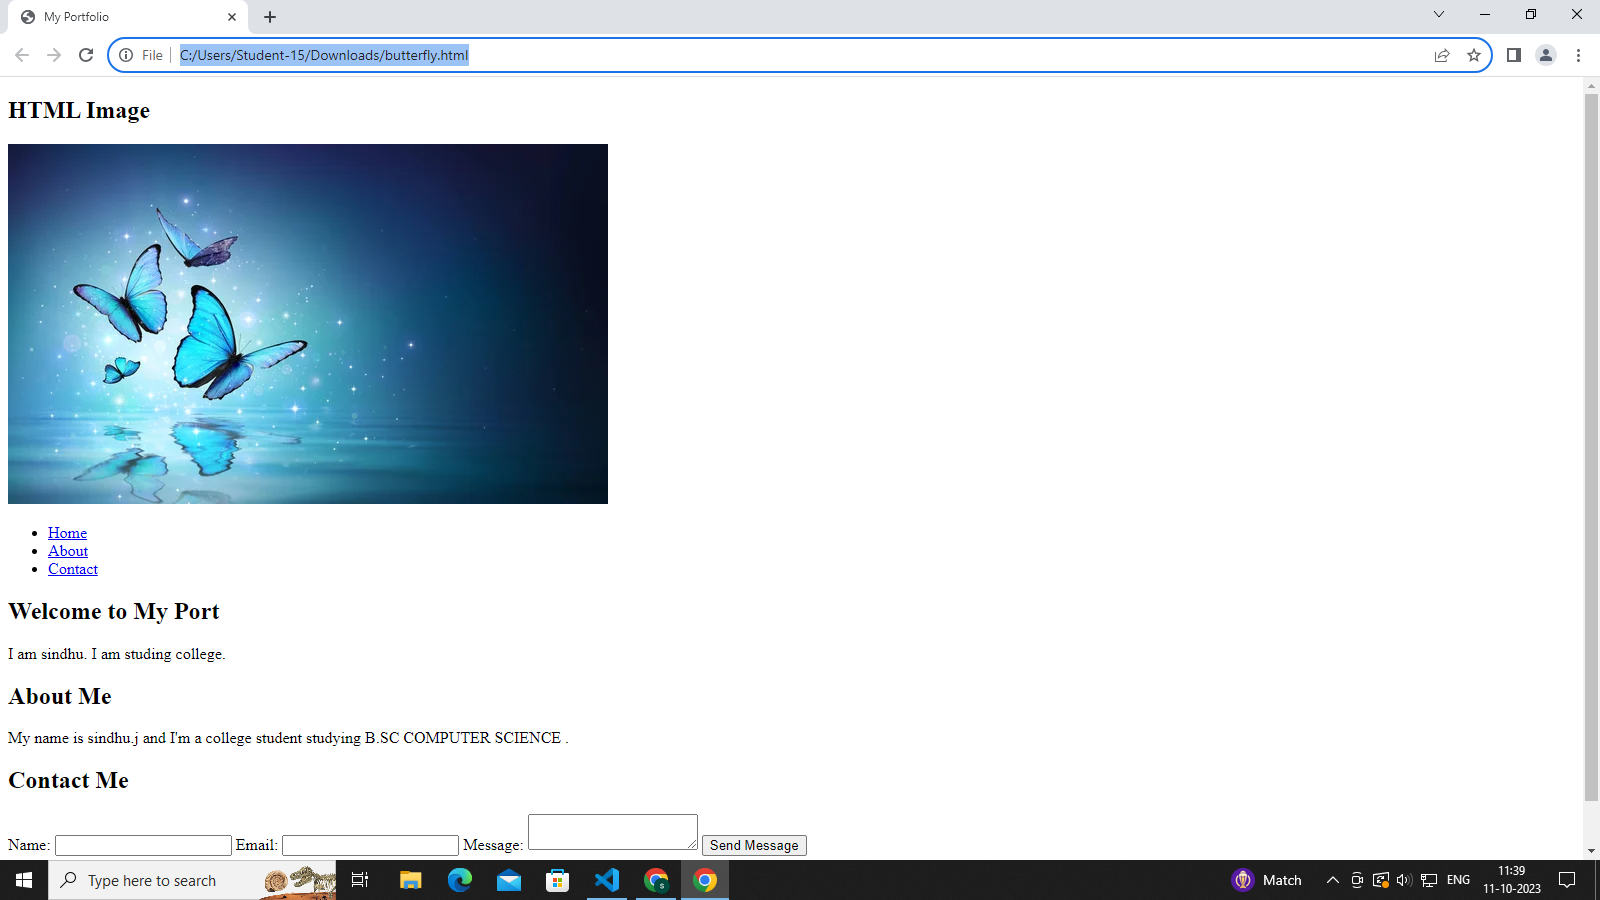 My Portfolio
File C:/Users/Student-15/Downloads/butterfly.html
HTML Image
Home
About
Contact
Welcome to My Port
I am sindhu. I am studing college.
About Me
My name is sindhu.j and I'm a college student studying B.SC COMPUTER SCIENCE .
Contact Me
Name: Email: Message: Send Message
Type here to search S Match ENG 11:39
11-10-2023